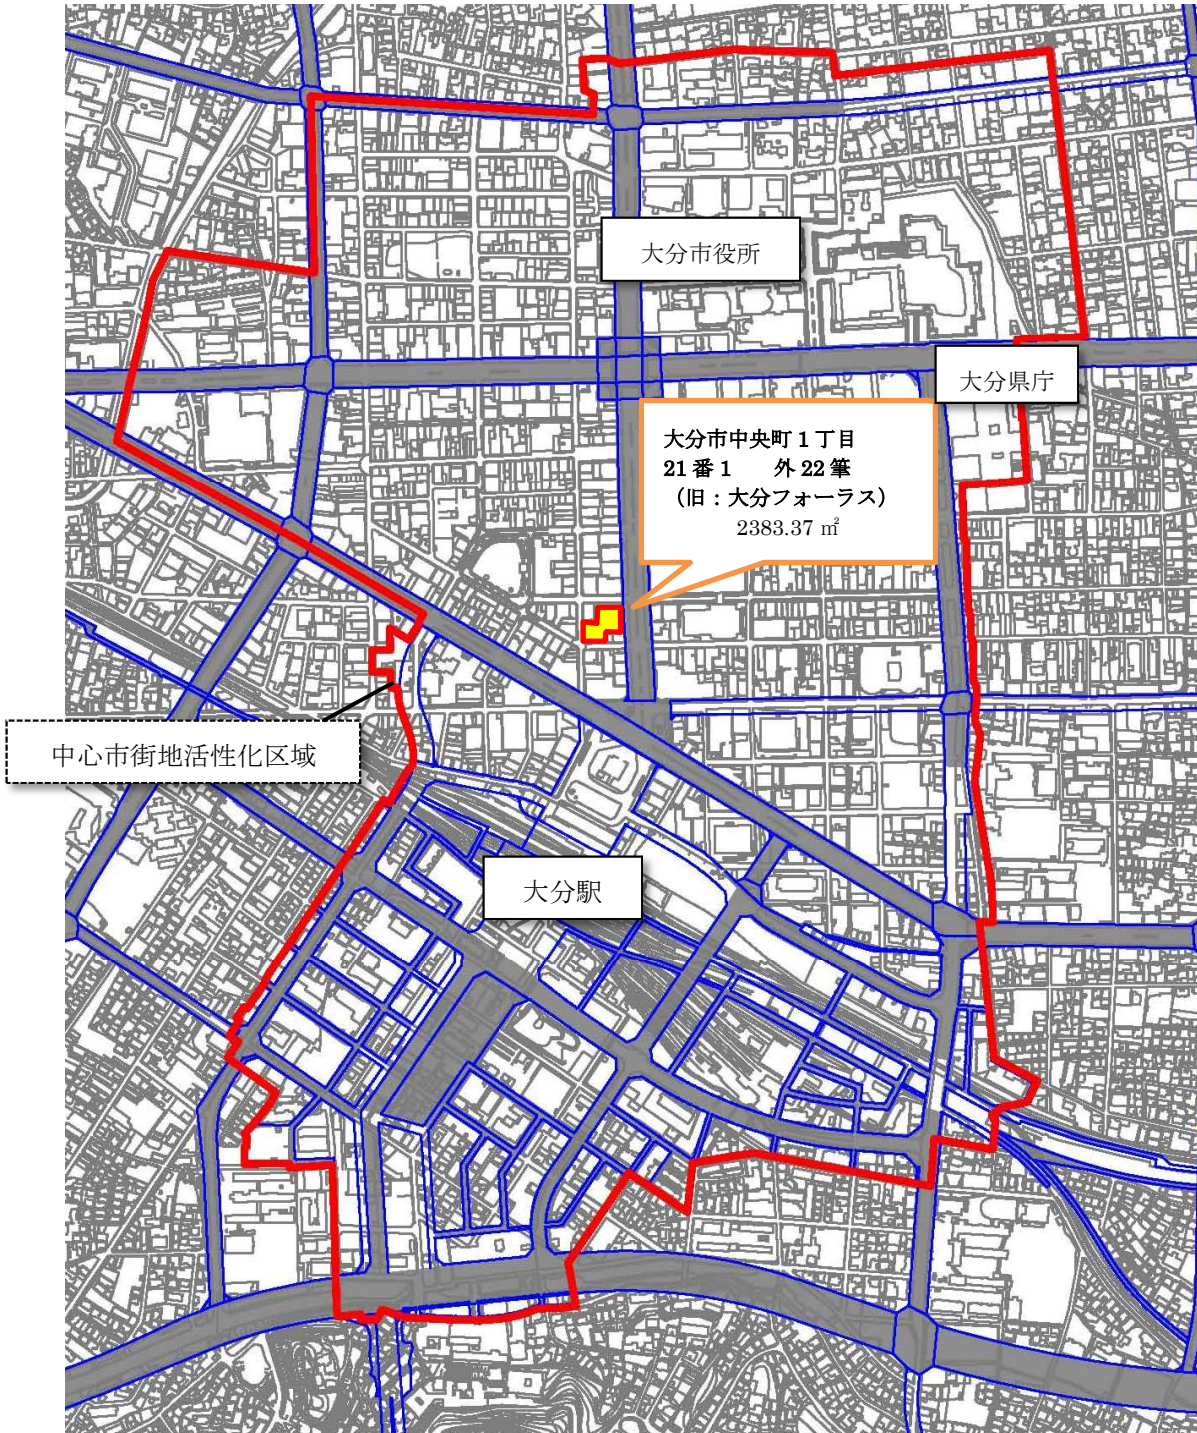 大分市役所
大分県庁
大分市中央町1丁目
21番1　外22筆
（旧：大分フォーラス）
2383.37 ㎡
中心市街地活性化区域
大分駅